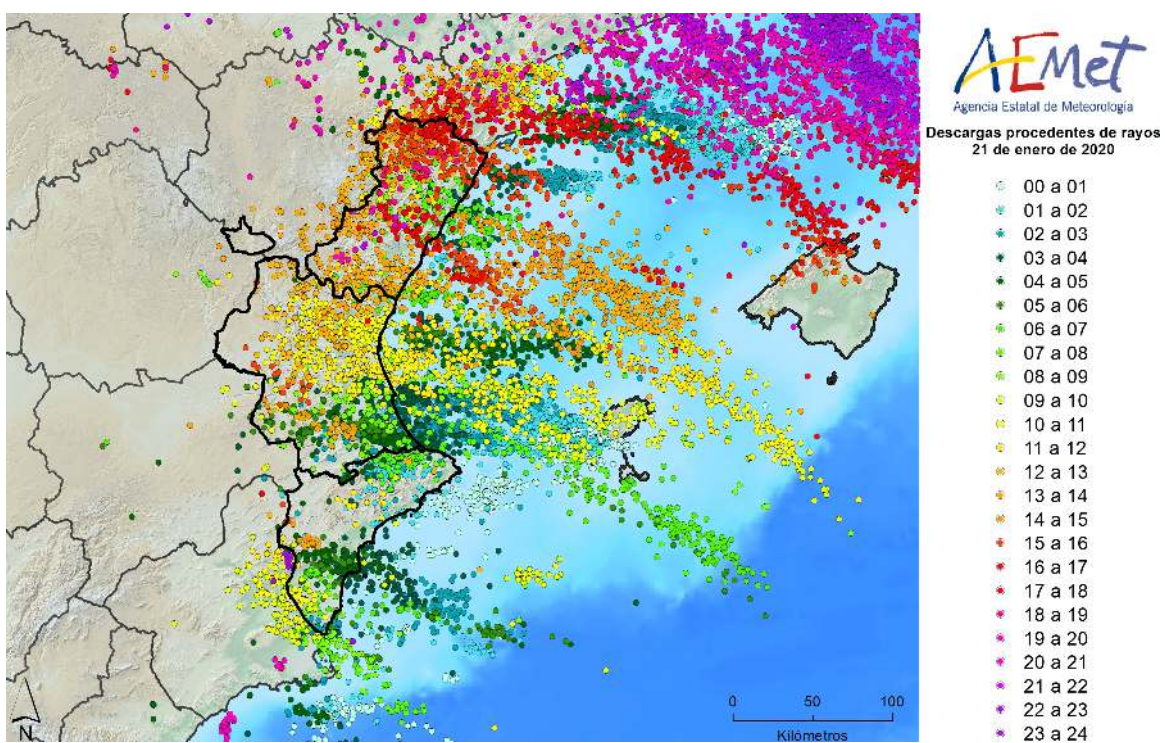 AEMet
Agencia Estatal de Meteorología
Descargas procedentes de rayos
21 de enero de 2020
00 a 01
01 a 02
02 a 03
03 a 04
04 a 05
05 a 06
06 a 07
07 a 08
08 a 09
09 a 10
10 a 11
11 a 12
12 a 13
13 a 14
14 a 15
15 a 16
16 a 17
17 a 18
18 a 19
19 a 20
20 a 21
21 a 22
22 a 23
23 a 24
N
0 50 100
Kilómetros